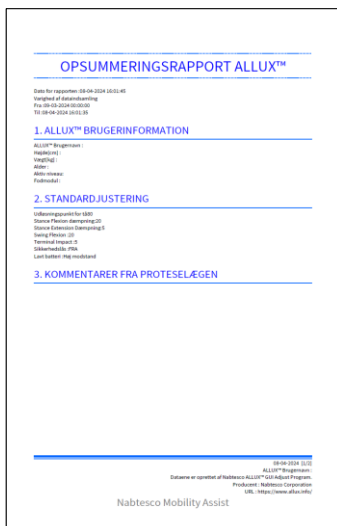 OPSUMMERINGSRAPPORT ALLUX™
Dato for rapporten :08-04-2024 16:01:45
Varighed af dataindsamling
Fra :09-03-2024 00:00:00
Til :08-04-2024 16:01:35
1. ALLUX™ BRUGERINFORMATION
ALLUX™ Brugernavn :
Højde[cm] :
Vægt[kg] :
Alder :
Aktiv niveau:
Fodmodul :
2. STANDARDJUSTERING
Udløsningspunkt for tå80
Stance Flexion dæmpning:20
Stance Extension Dæmpning:5
Swing Flexion :20
Terminal Impact :5
Sikkerhedslås :FRA
Lavt batteri :Høj modstand
3. KOMMENTARER FRA PROTESELÆGEN
08-04-2024 [1/2]
ALLUX™ Brugernavn :
Dataene er oprettet af Nabtesco ALLUX™ GUI Adjust Program.
Producent : Nabtesco Corporation
URL : https://www.allux.info/
Nabtesco Mobility Assist